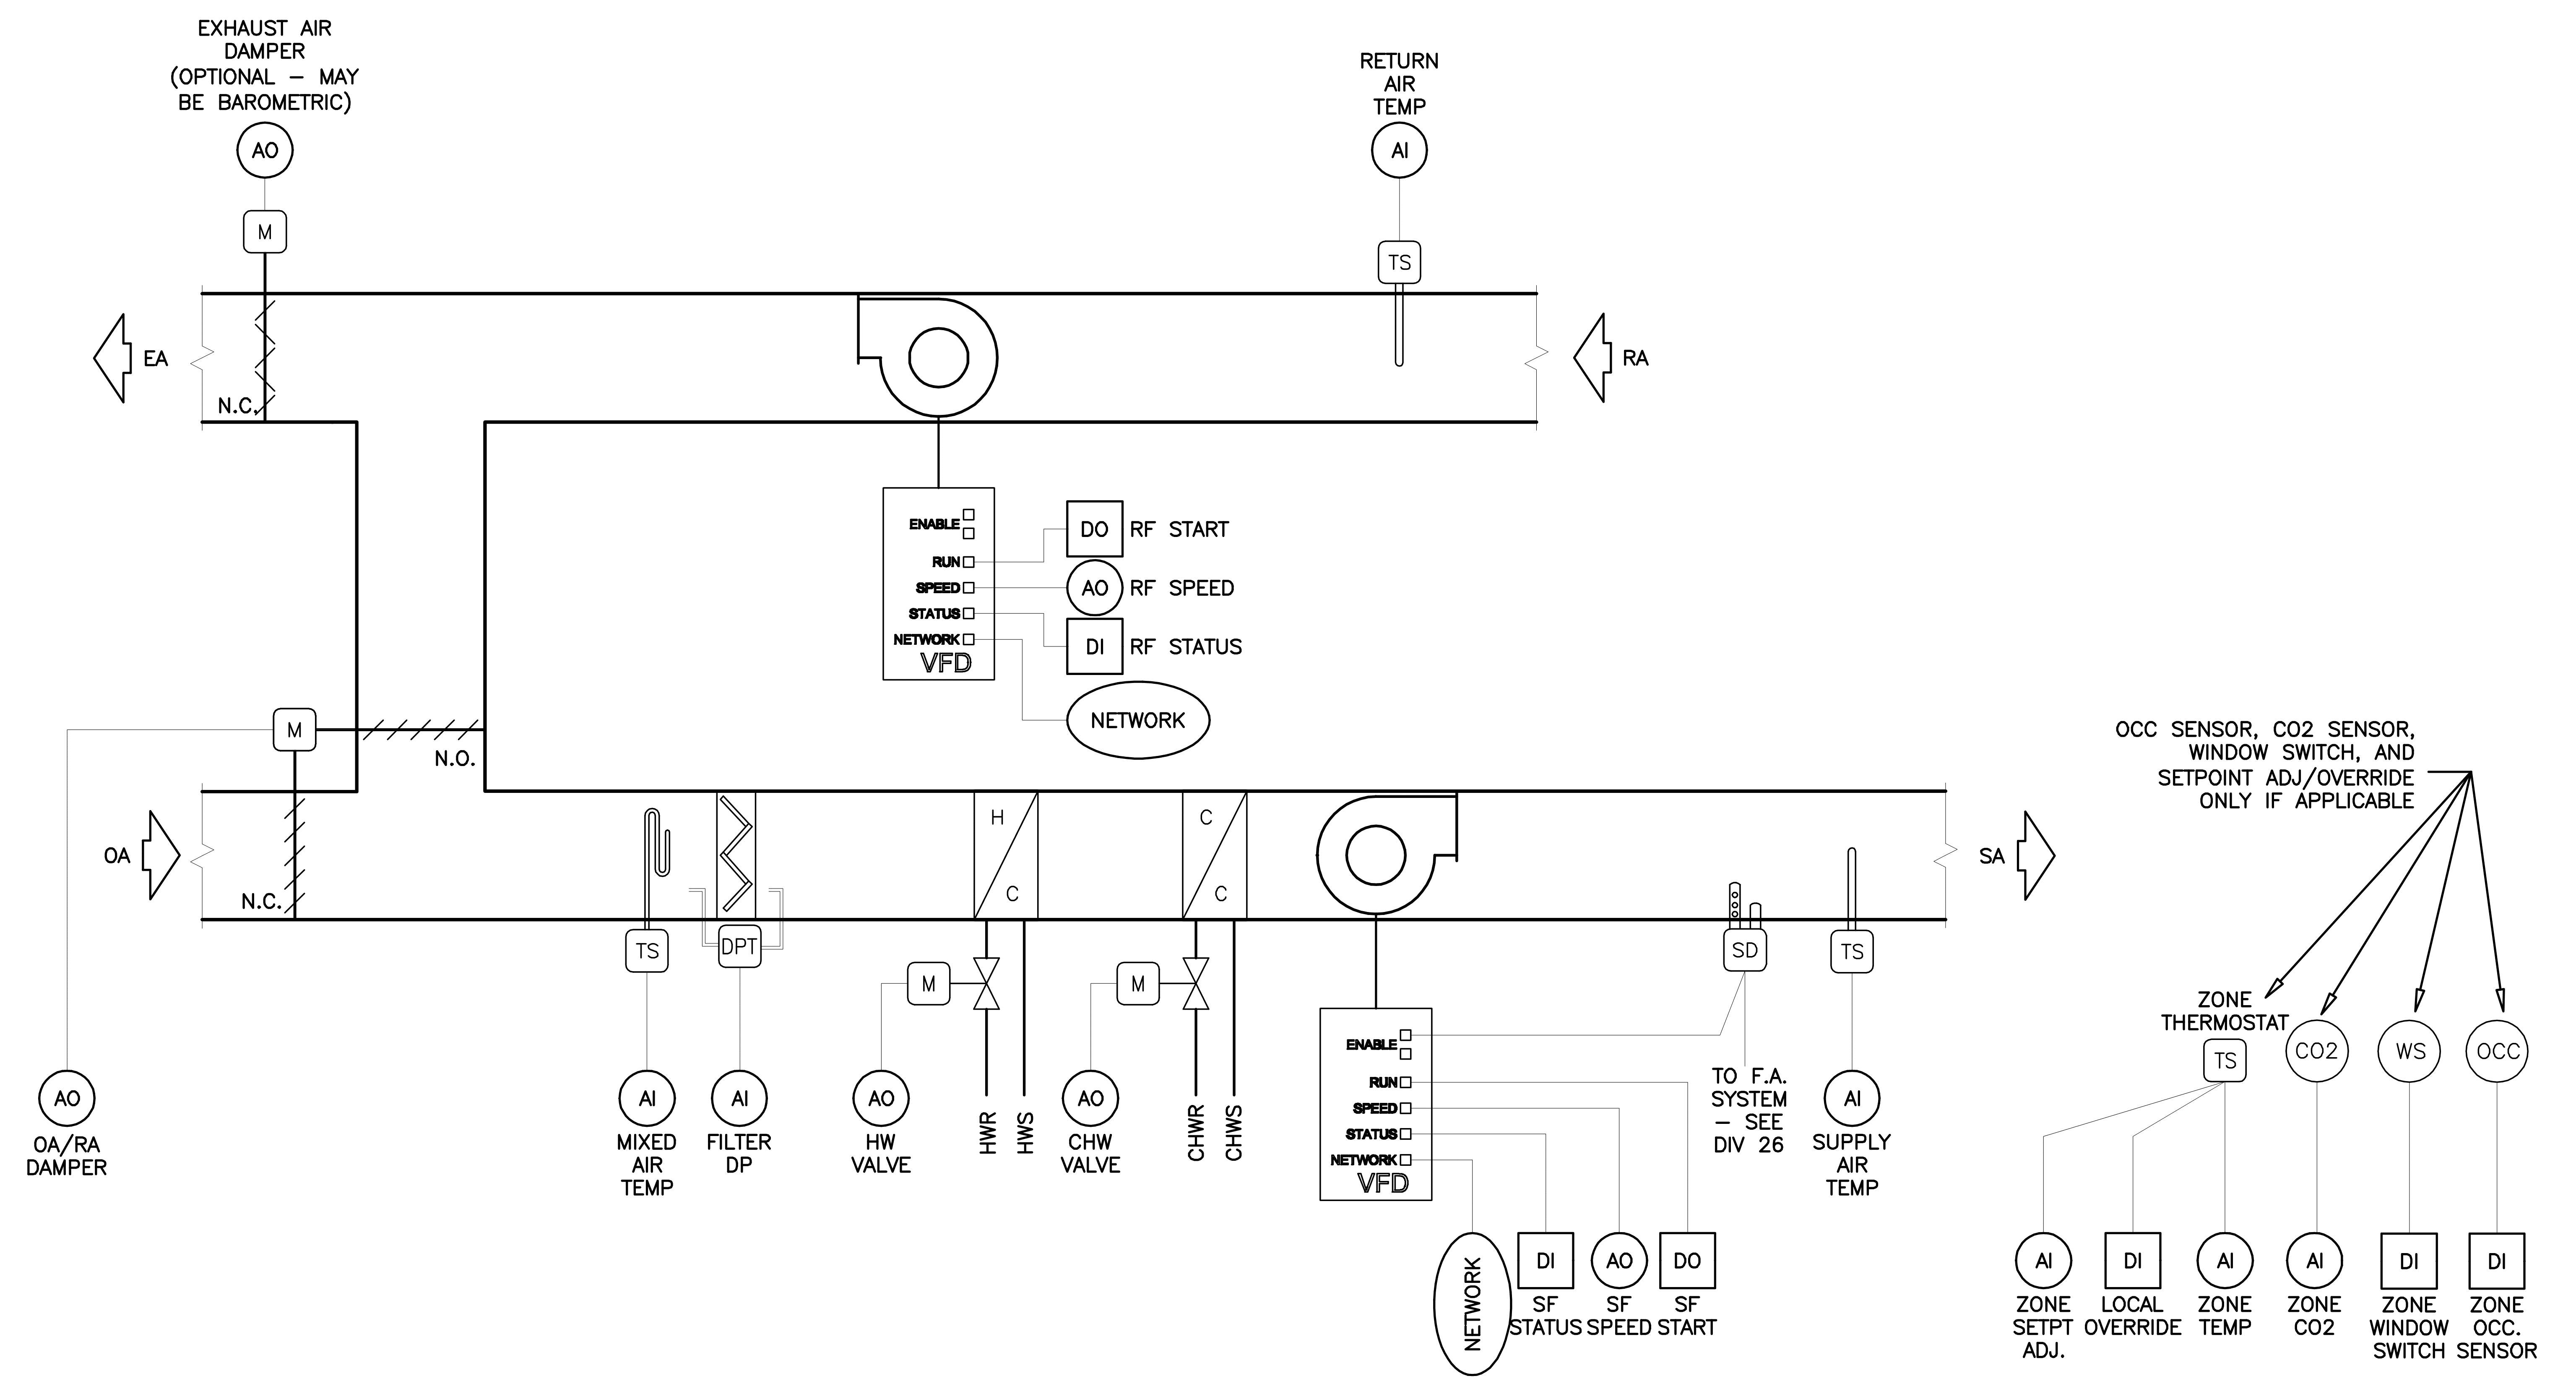 EXHAUST AIR
DAMPER
(OPTIONAL - MAY
BE BAROMETRIC)
AO
M
RETURN
AIR
TEMP
AI
TS
EA
N.C.
RA
ENABLE
RUN
SPEED
STATUS
NETWORK
VFD
DO RF START
AO RF SPEED
DI RF STATUS
NETWORK
M
N.O.
OA
N.C.
AO
OA/RA
DAMPER
H
C
C
C
SA
TS
AI
MIXED
AIR
TEMP
DPT
AI
FILTER
DP
M
AO
HW
VALVE
HWR
HWS
M
AO
CHW
VALVE
CHWR
CHWS
ENABLE
RUN
SPEED
STATUS
NETWORK
VFD
NETWORK
DI
SF
STATUS
AO
SF
SPEED
DO
SF
START
SD
TO F.A.
SYSTEM
- SEE
DIV 26
TS
AI
SUPPLY
AIR
TEMP
OCC SENSOR, CO2 SENSOR,
WINDOW SWITCH, AND
SETPOINT ADJ/OVERRIDE
ONLY IF APPLICABLE
ZONE
THERMOSTAT
TS
CO2
WS
OCC
AI
ZONE
SETPT
ADJ.
DI
LOCAL
OVERRIDE
AI
ZONE
TEMP
AI
ZONE
CO2
DI
ZONE
WINDOW
SWITCH
DI
ZONE
OCC.
SENSOR